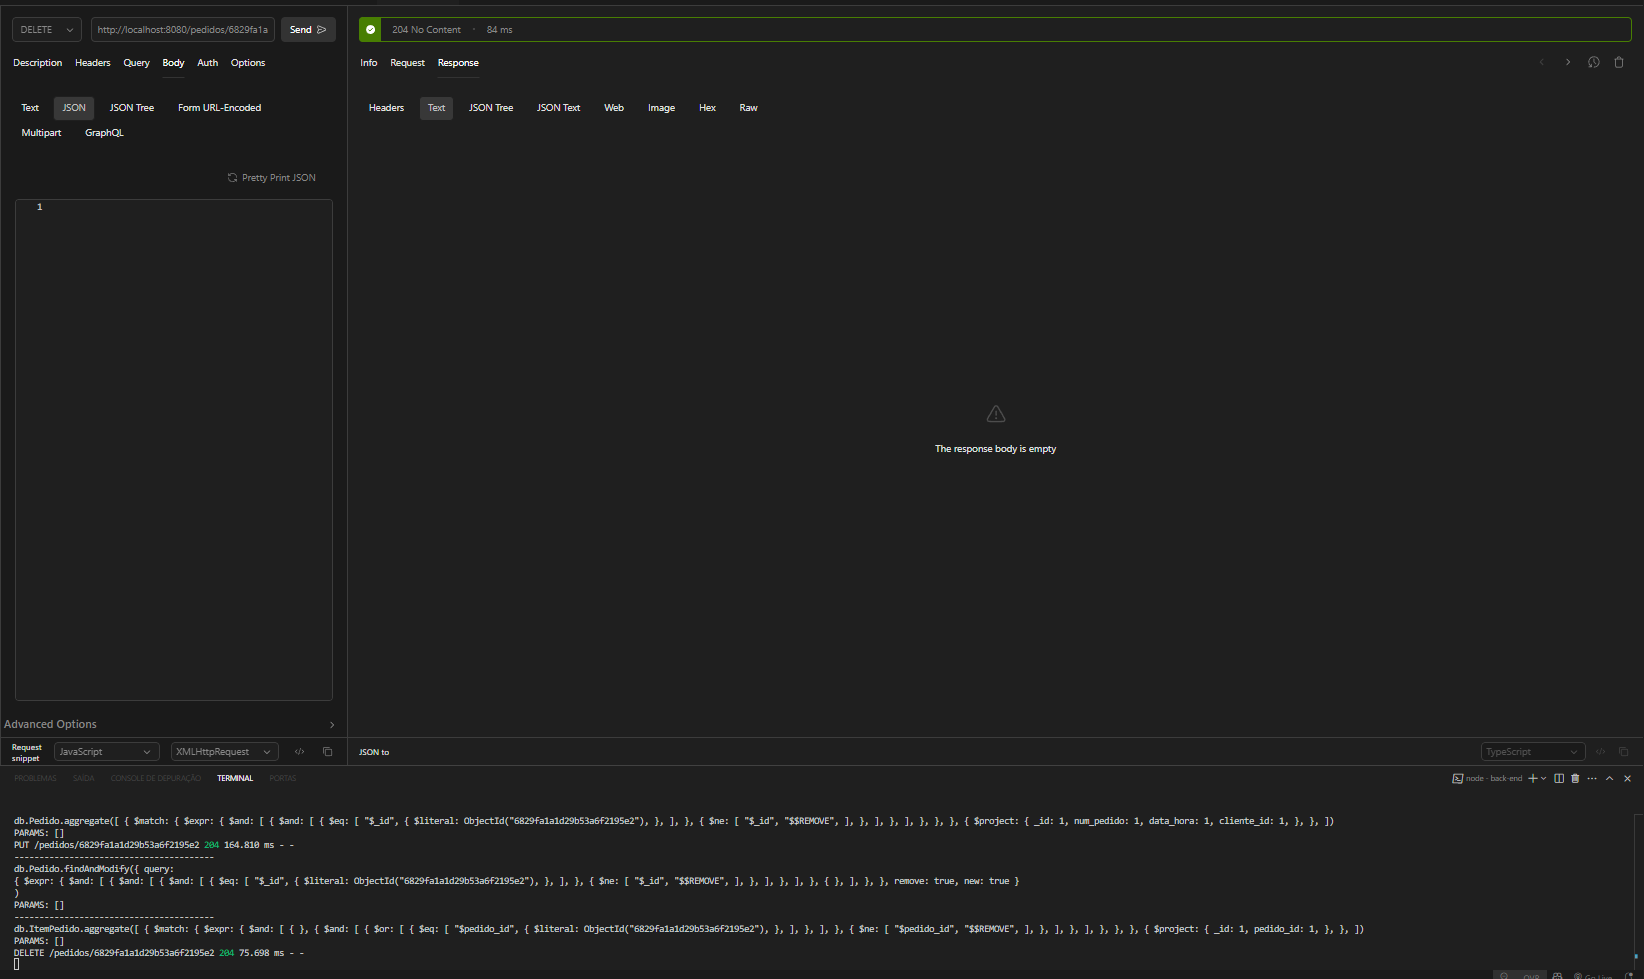 DELETE
http://localhost:8080/pedidos/6829fa1a
Send
204 No Content · 84 ms
Description Headers Query Body Auth Options
Info Request Response
Text JSON JSON Tree Form URL-Encoded
Multipart GraphQL
Headers Text JSON Tree JSON Text Web Image Hex Raw
Pretty Print JSON
1
The response body is empty
Advanced Options
Request snippet
JavaScript
XMLHttpRequest
JSON to
TypeScript
PROBLEMAS SAÍDA CONSOLE DE DEPURAÇÃO TERMINAL PORTAS
node - back-end
db.Pedido.aggregate([ { $match: { $expr: { $and: [ { $and: [ { $eq: [ "$_id", { $literal: ObjectId("6829fa1a1d29b53a6f2195e2"), }, ], }, { $ne: [ "$_id", "$$REMOVE", ], }, ], }, ], }, }, }, { $project: { _id: 1, num_pedido: 1, data_hora: 1, cliente_id: 1, }, }, ])
PARAMS: []
PUT /pedidos/6829fa1a1d29b53a6f2195e2 204 164.810 ms - -
----------------------------------------
db.Pedido.findAndModify({ query:
{ $expr: { $and: [ { $and: [ { $and: [ { $eq: [ "$_id", { $literal: ObjectId("6829fa1a1d29b53a6f2195e2"), }, ], }, { $ne: [ "$_id", "$$REMOVE", ], }, ], }, ], }, { }, ], }, }, remove: true, new: true }
)
PARAMS: []
----------------------------------------
db.ItemPedido.aggregate([ { $match: { $expr: { $and: [ { }, { $and: [ { $or: [ { $eq: [ "$pedido_id", { $literal: ObjectId("6829fa1a1d29b53a6f2195e2"), }, ], }, ], }, { $ne: [ "$pedido_id", "$$REMOVE", ], }, ], }, ], }, }, }, { $project: { _id: 1, pedido_id: 1, }, }, ])
PARAMS: []
DELETE /pedidos/6829fa1a1d29b53a6f2195e2 204 75.698 ms - -
OVR
Go Live